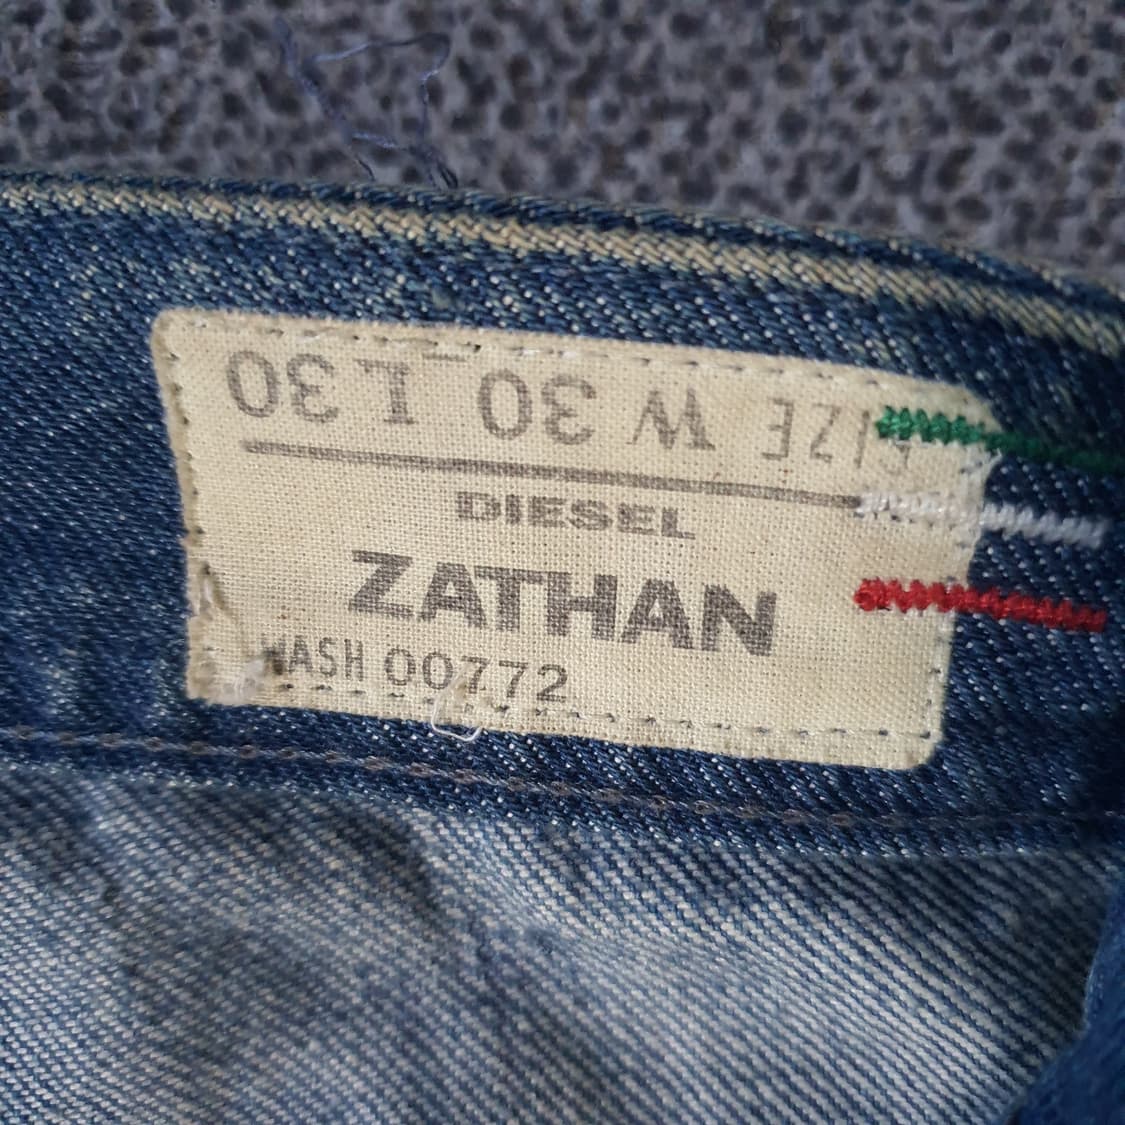 SIZE W 30 L 30
DIESEL
ZATHAN
WASH 00772